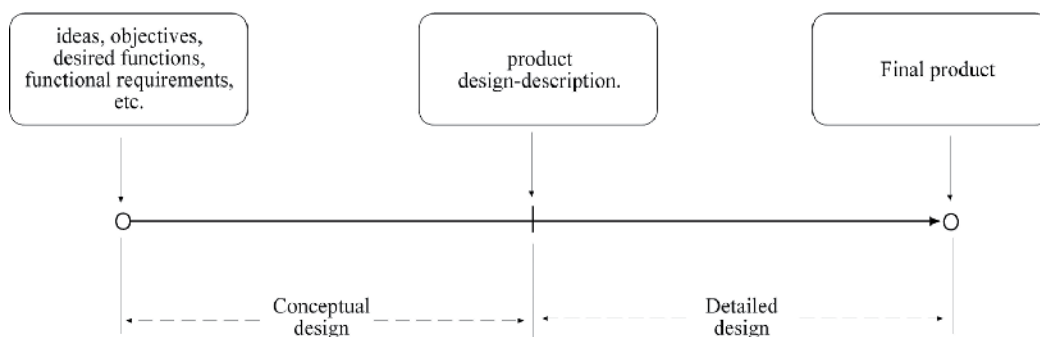 ideas, objectives,
desired functions,
functional requirements,
etc.
product
design-description.
Final product
Conceptual
design
Detailed
design